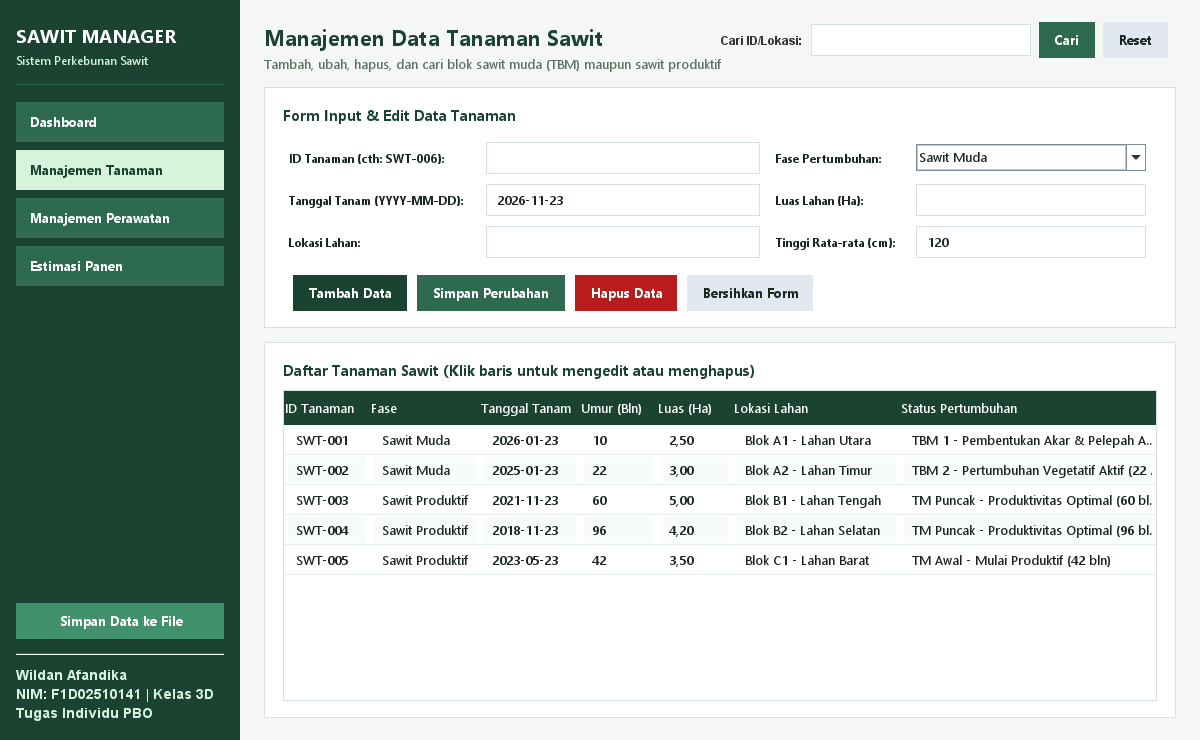 SAWIT MANAGER
Sistem Perkebunan Sawit
Dashboard
Manajemen Tanaman
Manajemen Perawatan
Estimasi Panen
Simpan Data ke File
Wildan Afandika
NIM: F1D02510141 | Kelas 3D
Tugas Individu PBO
Manajemen Data Tanaman Sawit
Tambah, ubah, hapus, dan cari blok sawit muda (TBM) maupun sawit produktif
Cari ID/Lokasi: Cari Reset
Form Input & Edit Data Tanaman
ID Tanaman (cth: SWT-006): Fase Pertumbuhan: Sawit Muda
Tanggal Tanam (YYYY-MM-DD): 2026-11-23 Luas Lahan (Ha):
Lokasi Lahan: Tinggi Rata-rata (cm): 120
Tambah Data Simpan Perubahan Hapus Data Bersihkan Form
Daftar Tanaman Sawit (Klik baris untuk mengedit atau menghapus)
ID Tanaman Fase Tanggal Tanam Umur (Bln) Luas (Ha) Lokasi Lahan Status Pertumbuhan
SWT-001 Sawit Muda 2026-01-23 10 2,50 Blok A1 - Lahan Utara TBM 1 - Pembentukan Akar & Pelepah A..
SWT-002 Sawit Muda 2025-01-23 22 3,00 Blok A2 - Lahan Timur TBM 2 - Pertumbuhan Vegetatif Aktif (22 .
SWT-003 Sawit Produktif 2021-11-23 60 5,00 Blok B1 - Lahan Tengah TM Puncak - Produktivitas Optimal (60 bl.
SWT-004 Sawit Produktif 2018-11-23 96 4,20 Blok B2 - Lahan Selatan TM Puncak - Produktivitas Optimal (96 bl.
SWT-005 Sawit Produktif 2023-05-23 42 3,50 Blok C1 - Lahan Barat TM Awal - Mulai Produktif (42 bln)